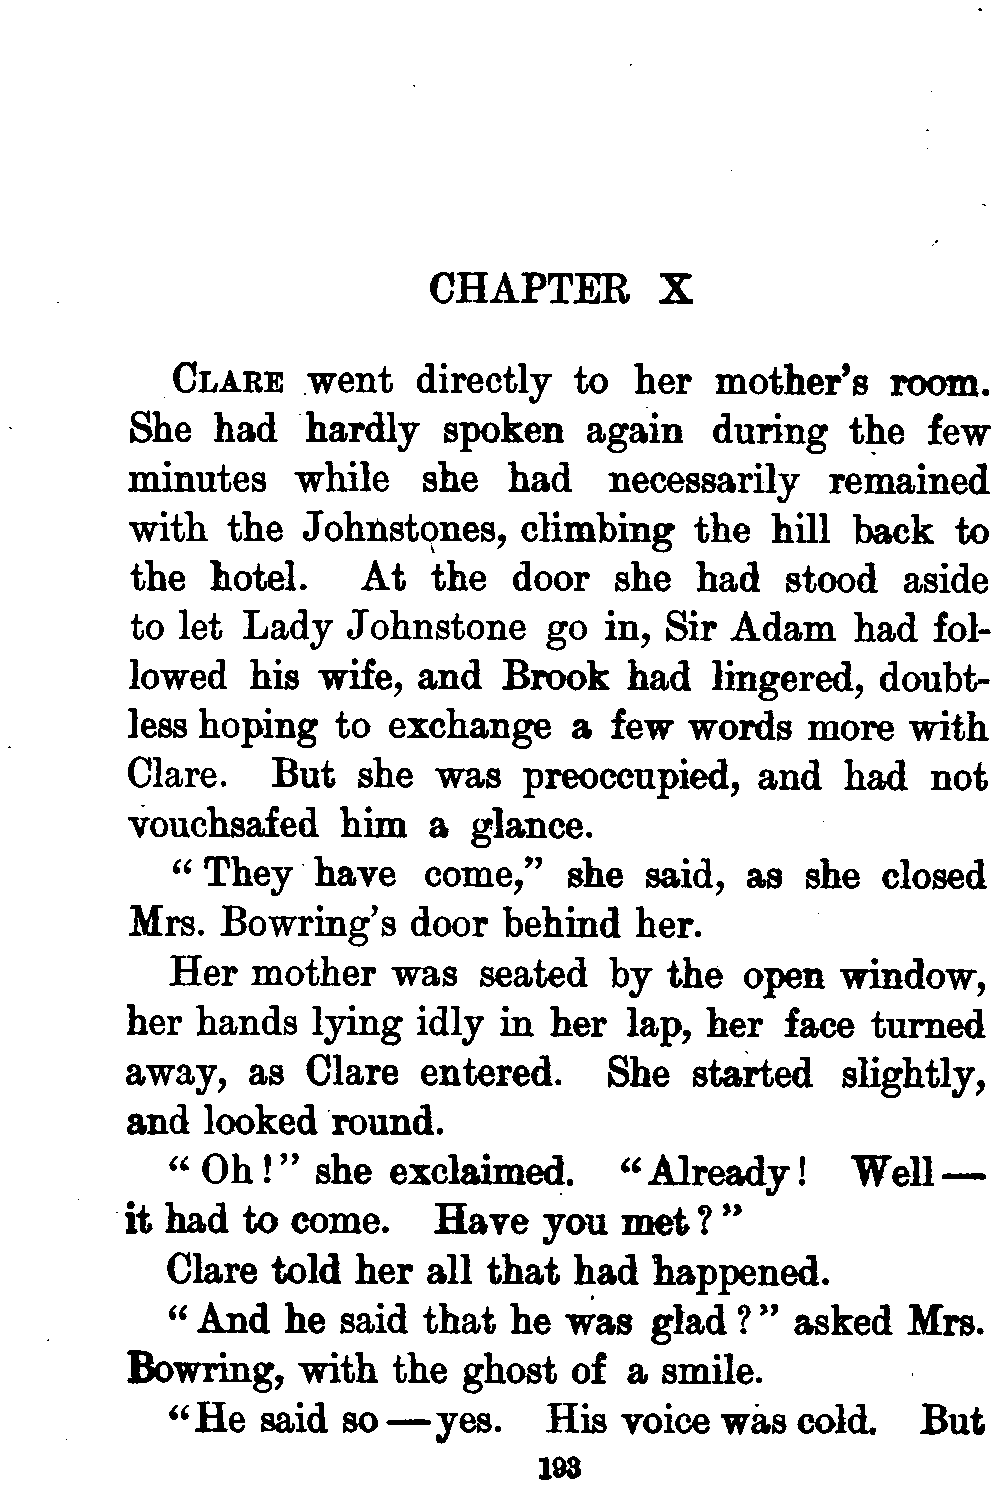 CHAPTER X
CLARE went directly to her mother's room.
She had hardly spoken again during the few
minutes while she had necessarily remained
with the Johnstones, climbing the hill back to
the hotel. At the door she had stood aside
to let Lady Johnstone go in, Sir Adam had fol-
lowed his wife, and Brook had lingered, doubt-
less hoping to exchange a few words more with
Clare. But she was preoccupied, and had not
vouchsafed him a glance.
“They have come,” she said, as she closed
Mrs. Bowring's door behind her.
Her mother was seated by the open window,
her hands lying idly in her lap, her face turned
away, as Clare entered. She started slightly,
and looked round.
“Oh!” she exclaimed. “Already! Well—
it had to come. Have you met?”
Clare told her all that had happened.
“And he said that he was glad?” asked Mrs.
Bowring, with the ghost of a smile.
“He said so—yes. His voice was cold. But
193